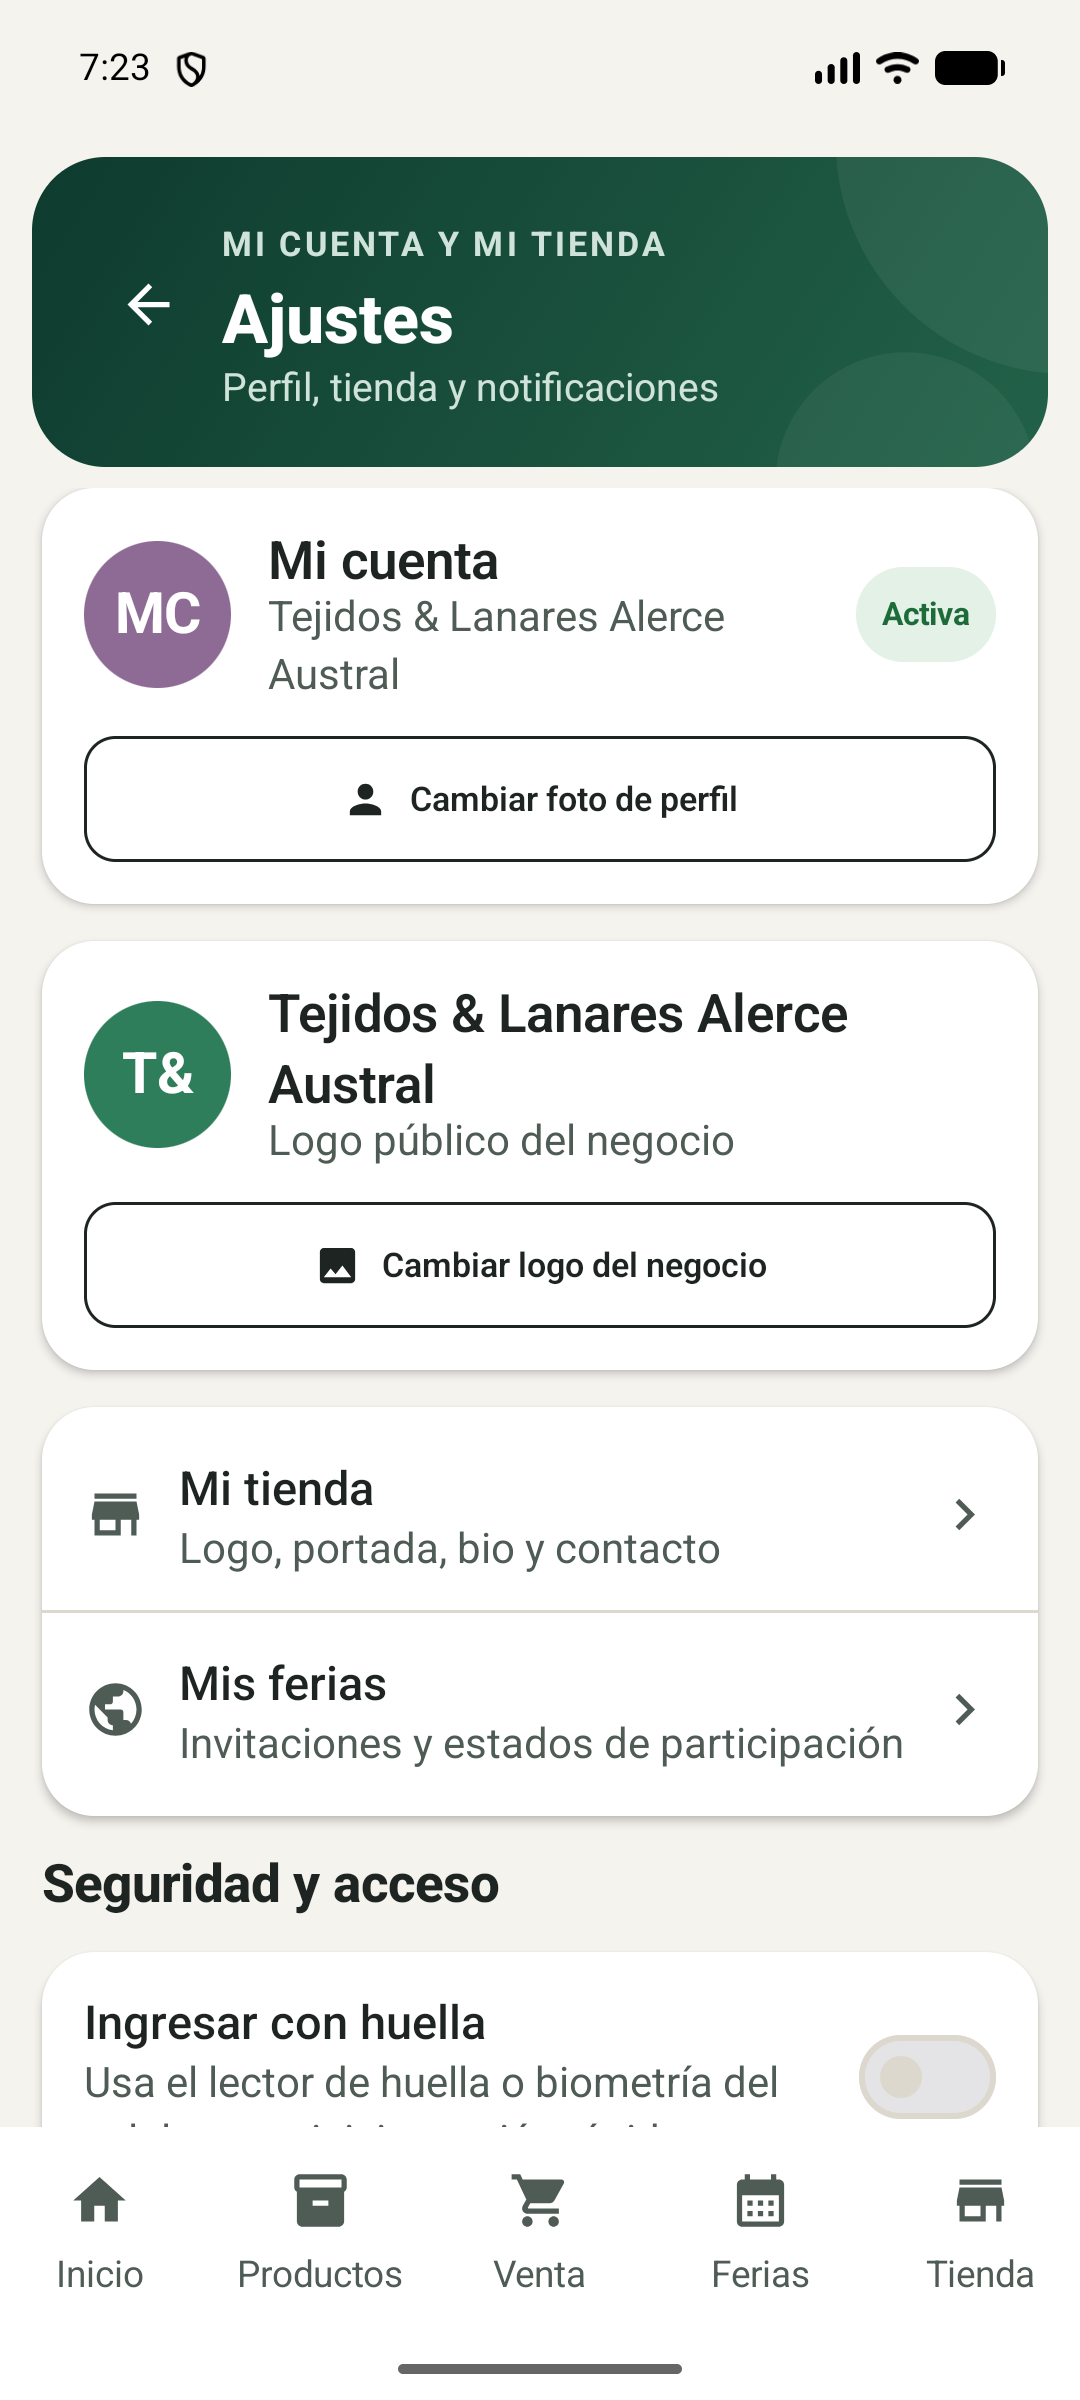 7:23
MI CUENTA Y MI TIENDA
Ajustes
Perfil, tienda y notificaciones
MC
Mi cuenta
Tejidos & Lanares Alerce
Austral
Activa
Cambiar foto de perfil
T&
Tejidos & Lanares Alerce
Austral
Logo público del negocio
Cambiar logo del negocio
Mi tienda
Logo, portada, bio y contacto
Mis ferias
Invitaciones y estados de participación
Seguridad y acceso
Ingresar con huella
Usa el lector de huella o biometría del
Inicio
Productos
Venta
Ferias
Tienda